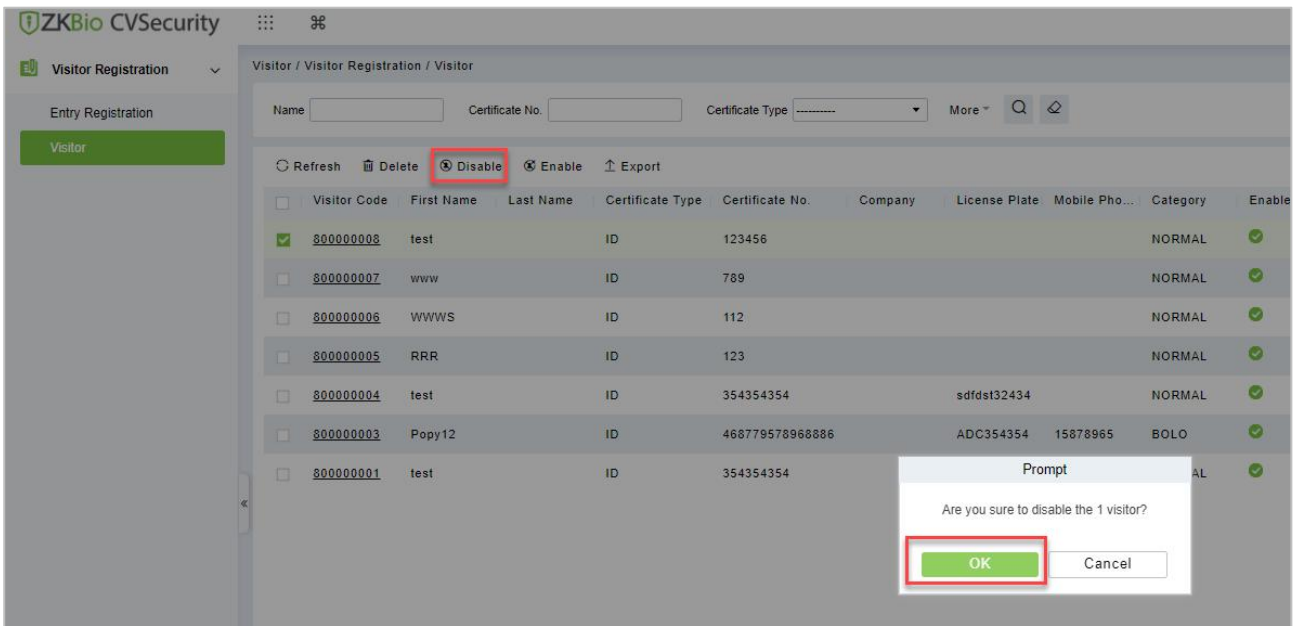 ZKBio CVSecurity
Visitor Registration
Entry Registration
Visitor
Visitor / Visitor Registration / Visitor
Name Certificate No. Certificate Type ---------- More
Refresh Delete Disable Enable Export
Visitor Code First Name Last Name Certificate Type Certificate No. Company License Plate Mobile Pho... Category Enable
800000008 test ID 123456 NORMAL
800000007 www ID 789 NORMAL
800000006 WWWS ID 112 NORMAL
800000005 RRR ID 123 NORMAL
800000004 test ID 354354354 sdfdst32434 NORMAL
800000003 Popy12 ID 468779578968886 ADC354354 15878965 BOLO
800000001 test ID 354354354 AL
Prompt
Are you sure to disable the 1 visitor?
OK Cancel